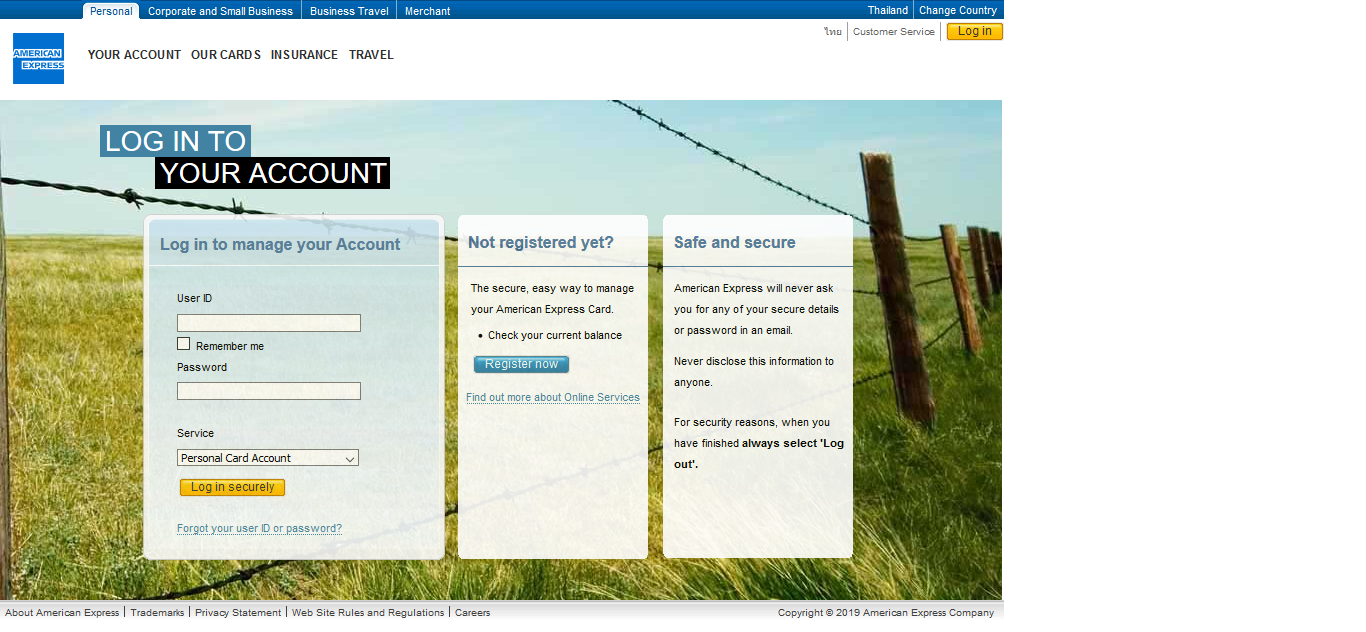 Personal Corporate and Small Business Business Travel Merchant Thailand Change Country
ไทย Customer Service Log in
AMERICAN
EXPRESS
YOUR ACCOUNT OUR CARDS INSURANCE TRAVEL
LOG IN TO
YOUR ACCOUNT
Log in to manage your Account
User ID
Remember me
Password
Service
Personal Card Account
Log in securely
Forgot your user ID or password?
Not registered yet?
The secure, easy way to manage
your American Express Card.
• Check your current balance
Register now
Find out more about Online Services
Safe and secure
American Express will never ask
you for any of your secure details
or password in an email.
Never disclose this information to
anyone.
For security reasons, when you
have finished always select 'Log
out'.
About American Express Trademarks Privacy Statement Web Site Rules and Regulations Careers Copyright © 2019 American Express Company